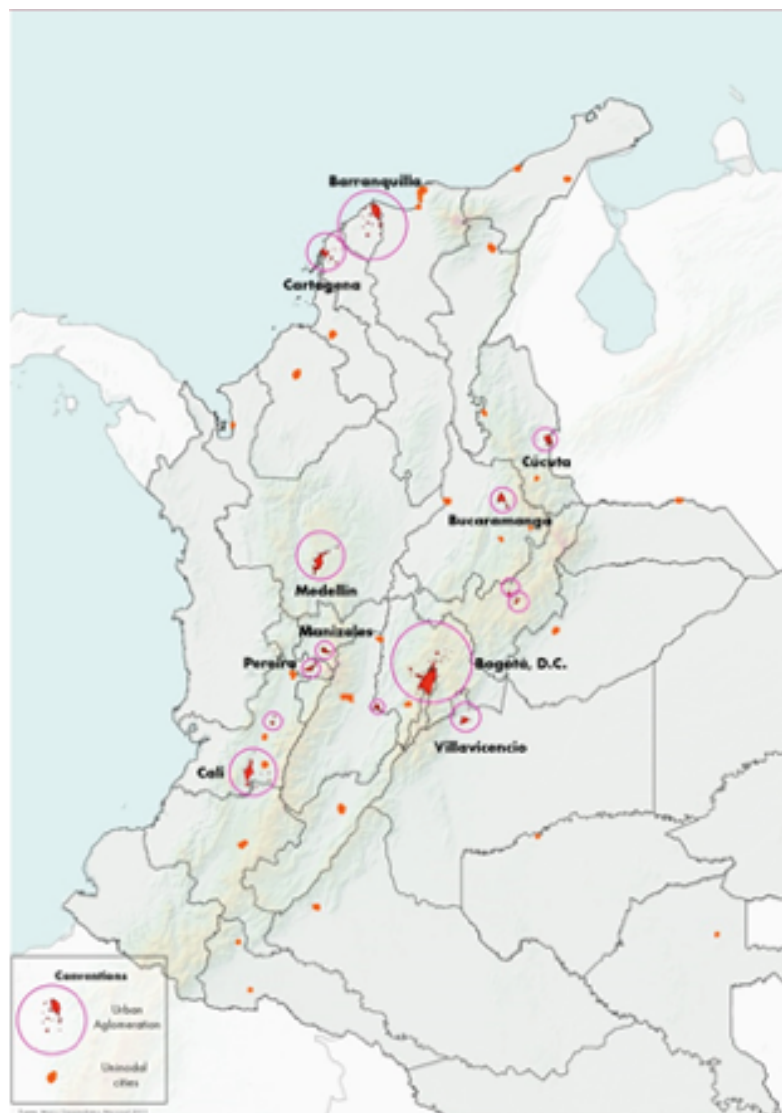 Barranquilla
Cartagena
Cúcuta
Bucaramanga
Medellín
Manizales
Pereira
Bogotá, D.C.
Villavicencio
Cali
Conventions
Urban
Aglomeration
Uninodal
cities